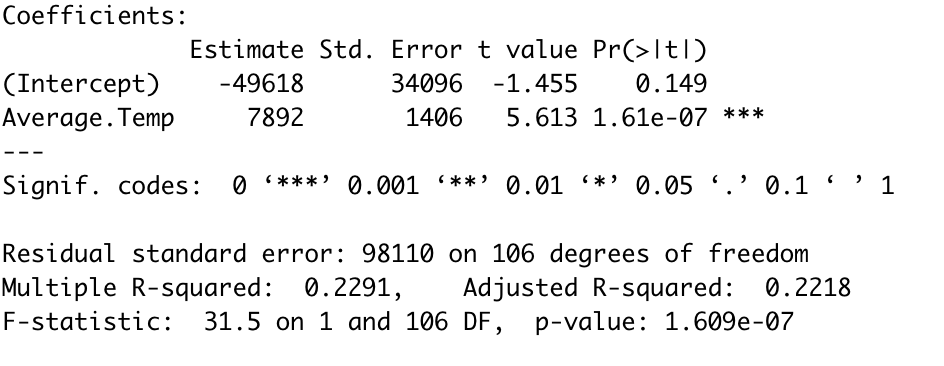 Coefficients:
            Estimate Std. Error t value Pr(>|t|)
(Intercept)   -49618      34096  -1.455    0.149
Average.Temp    7892       1406   5.613 1.61e-07 ***
---
Signif. codes:  0 ‘***’ 0.001 ‘**’ 0.01 ‘*’ 0.05 ‘.’ 0.1 ‘ ’ 1

Residual standard error: 98110 on 106 degrees of freedom
Multiple R-squared:  0.2291,	Adjusted R-squared:  0.2218
F-statistic:  31.5 on 1 and 106 DF,  p-value: 1.609e-07